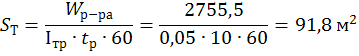 S_T = W_р−ра / (I_тр · t_р · 60) = 2755,5 / (0,05 · 10 · 60) = 91,8 м²